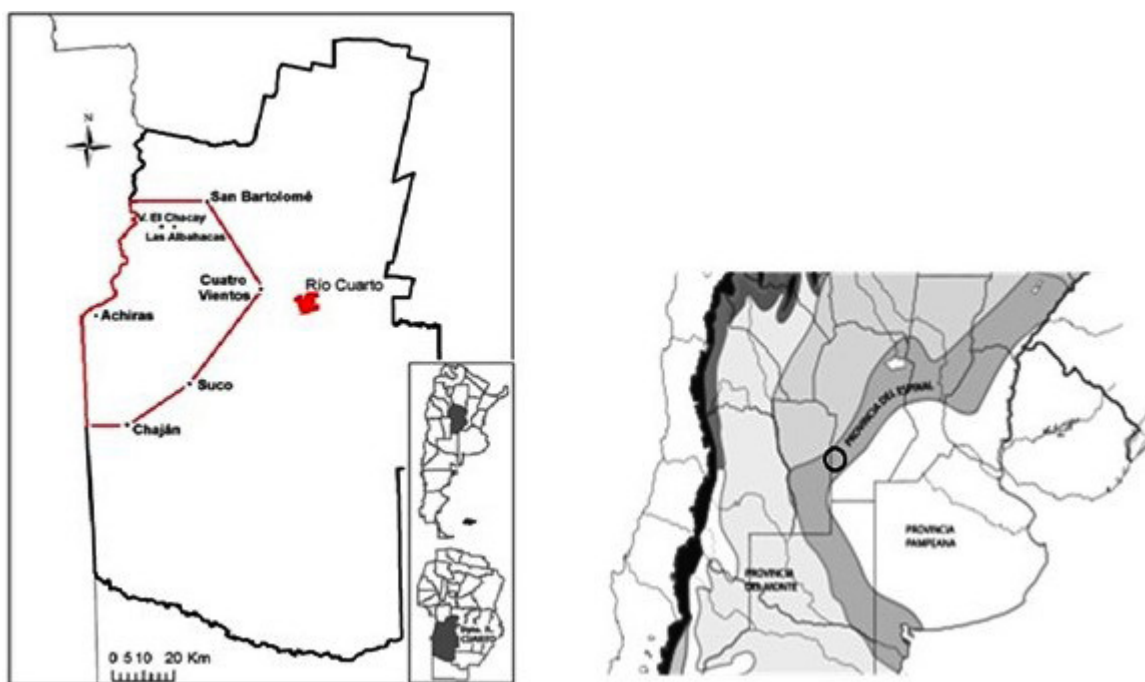 N
San Bartolomé
V. El Chacay
Las Albahacas
Cuatro
Vientos
Río Cuarto
Achiras
Suco
Chaján
0 5 10 20 Km
CUARTO
PROVINCIA DEL ESPINAL
PROVINCIA
PAMPEANA
PROVINCIA
DEL MONTE